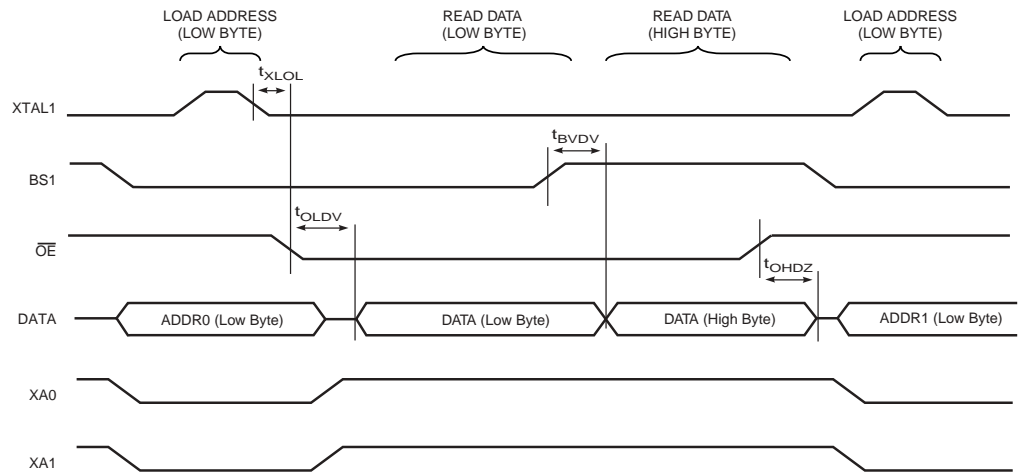 LOAD ADDRESS
(LOW BYTE)
READ DATA
(LOW BYTE)
READ DATA
(HIGH BYTE)
LOAD ADDRESS
(LOW BYTE)
tXLOL
XTAL1
tBVDV
BS1
tOLDV
OE
tOHDZ
DATA
ADDR0 (Low Byte)
DATA (Low Byte)
DATA (High Byte)
ADDR1 (Low Byte)
XA0
XA1